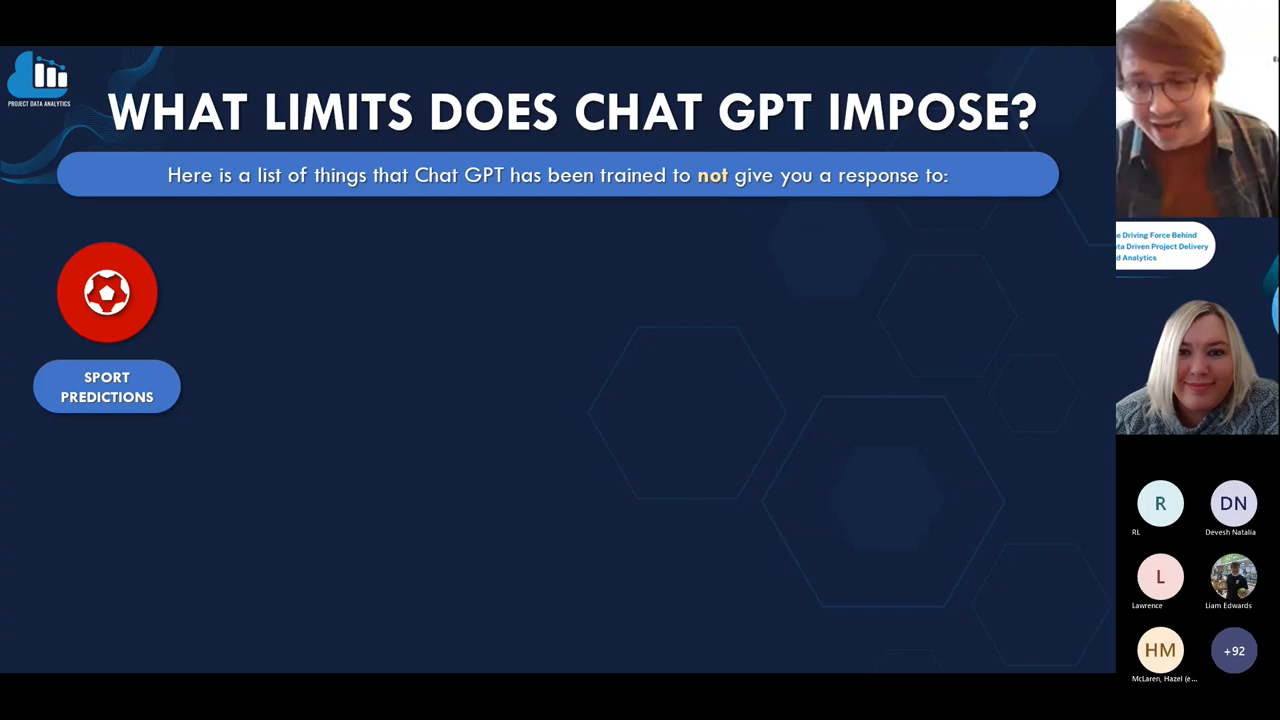 PROJECT DATA ANALYTICS
WHAT LIMITS DOES CHAT GPT IMPOSE?
Here is a list of things that Chat GPT has been trained to not give you a response to:
SPORT
PREDICTIONS
e Driving Force Behind
ata Driven Project Delivery
d Analytics
R
RL
DN
Devesh Natalia
L
Lawrence
Liam Edwards
HM
McLaren, Hazel (e...
+92